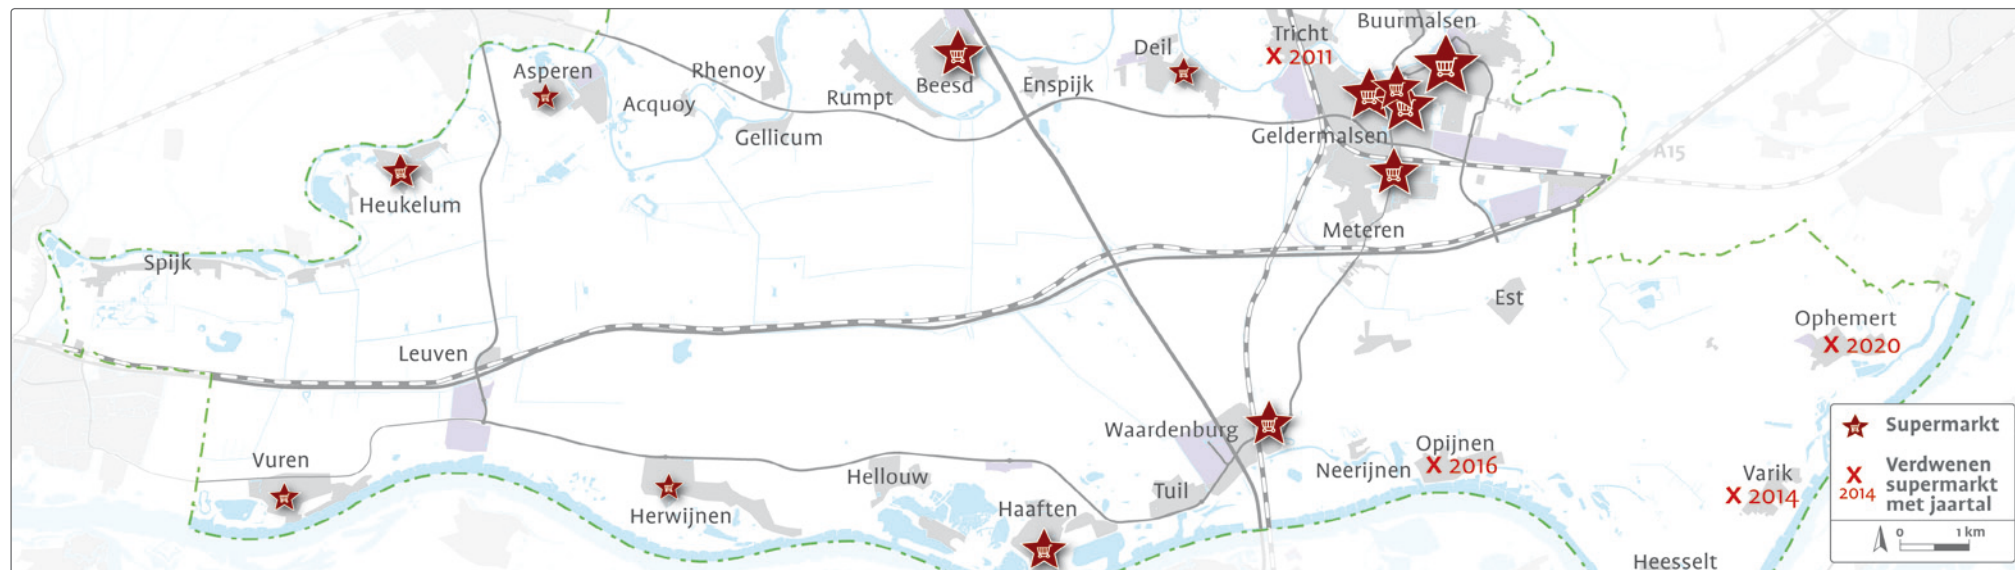 Buurmalsen
Tricht
X 2011
Deil
Asperen
Rhenoy
Beesd
Enspijk
Rumpt
Acquoy
Gellicum
Geldermalsen
A15
Heukelum
Meteren
Spijk
Est
Ophemert
X 2020
Leuven
Waardenburg
Opijnen
X 2016
Neerijnen
Vuren
Hellouw
Tuil
Varik
X 2014
Herwijnen
Haaften
Heesselt
Supermarkt
X
2014
Verdwenen
supermarkt
met jaartal
0 1 km